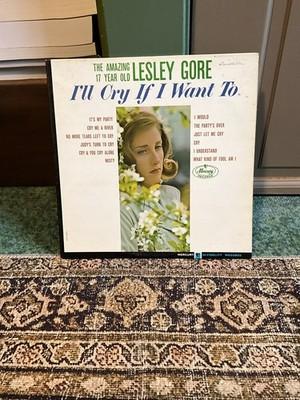 THE AMAZING
17 YEAR OLD
LESLEY GORE
I'll Cry If I Want To
IT'S MY PARTY
CRY ME A RIVER
NO MORE TEARS LEFT TO CRY
JUDY'S TURN TO CRY
CRY & YOU CRY ALONE
MISTY
I WOULD
THE PARTY'S OVER
JUST LET ME CRY
CRY
I UNDERSTAND
WHAT KIND OF FOOL AM I
Mercury
RECORDS
MERCURY